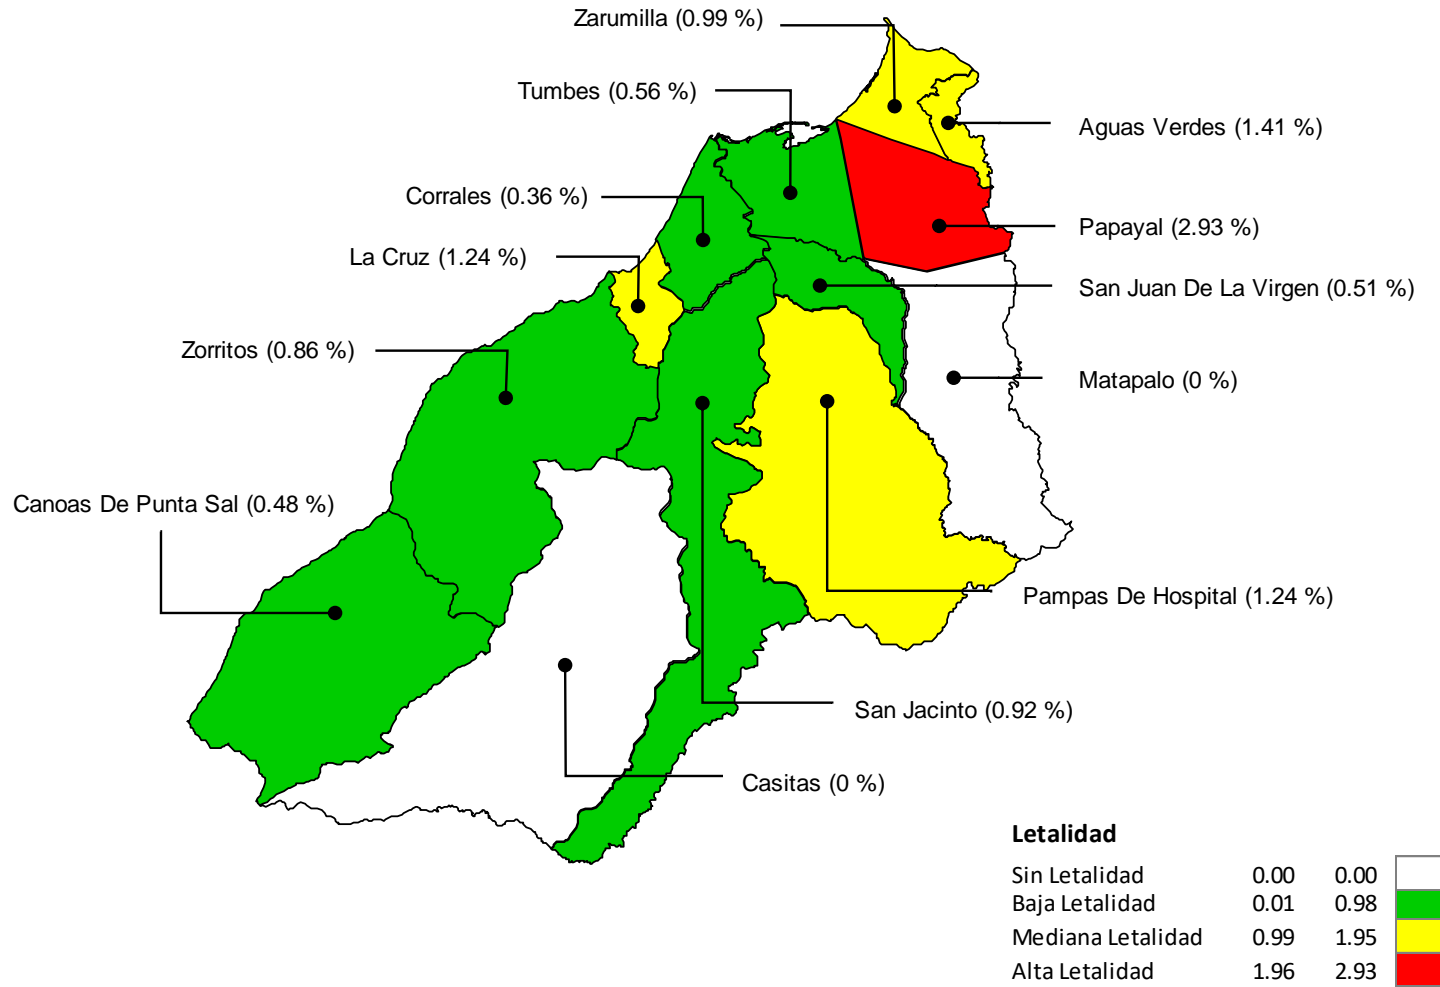 Zarumilla (0.99 %)
Tumbes (0.56 %)
Aguas Verdes (1.41 %)
Corrales (0.36 %)
Papayal (2.93 %)
La Cruz (1.24 %)
San Juan De La Virgen (0.51 %)
Zorritos (0.86 %)
Matapalo (0 %)
Canoas De Punta Sal (0.48 %)
Pampas De Hospital (1.24 %)
San Jacinto (0.92 %)
Casitas (0 %)
Letalidad
Sin Letalidad 0.00 0.00
Baja Letalidad 0.01 0.98
Mediana Letalidad 0.99 1.95
Alta Letalidad 1.96 2.93